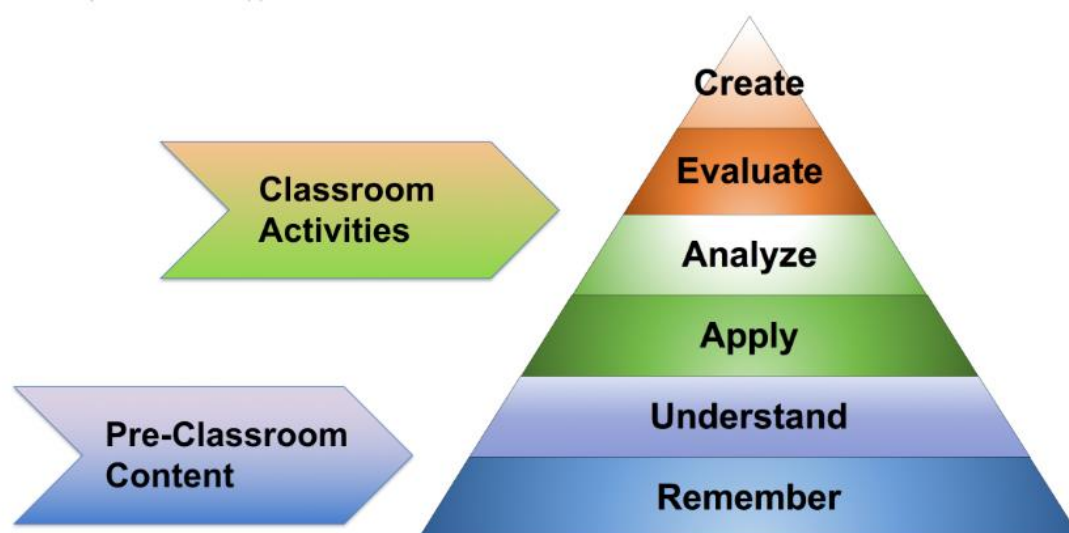 Create
Evaluate
Classroom
Activities
Analyze
Apply
Understand
Pre-Classroom
Content
Remember